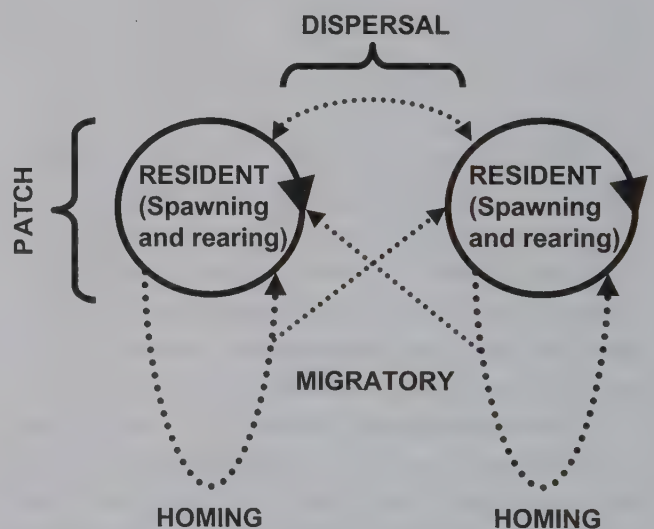 DISPERSAL
PATCH
RESIDENT
(Spawning
and rearing)
RESIDENT
(Spawning
and rearing)
MIGRATORY
HOMING
HOMING